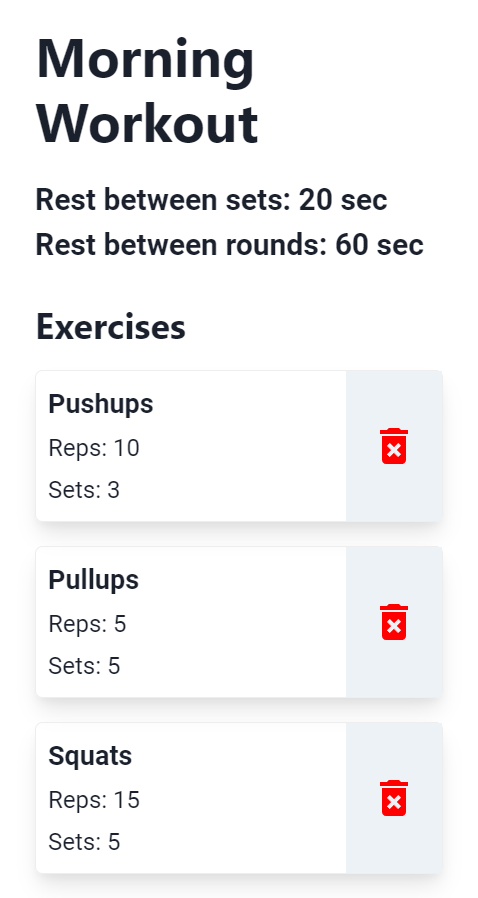 Morning
Workout
Rest between sets: 20 sec
Rest between rounds: 60 sec
Exercises
Pushups
Reps: 10
Sets: 3
Pullups
Reps: 5
Sets: 5
Squats
Reps: 15
Sets: 5